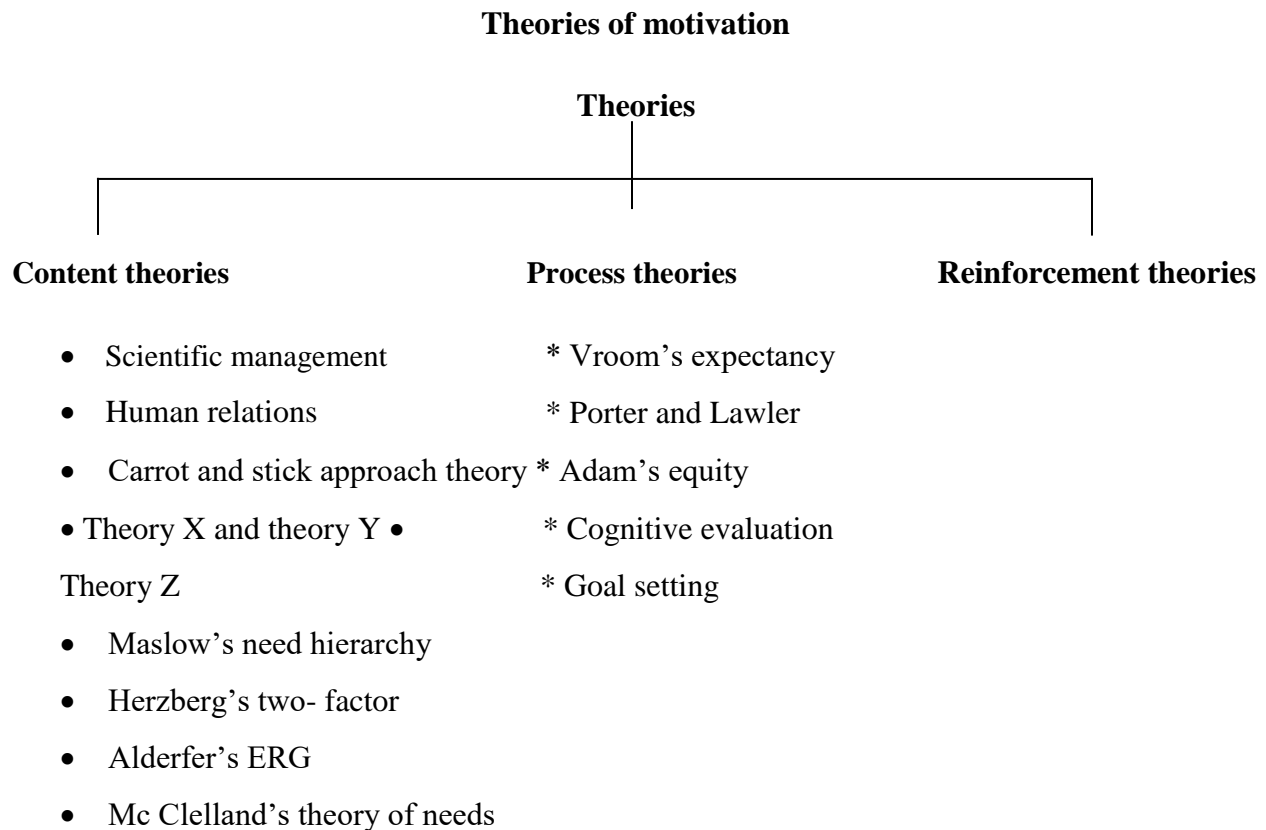 Theories of motivation
Theories
Content theories Process theories Reinforcement theories
• Scientific management * Vroom’s expectancy
• Human relations * Porter and Lawler
• Carrot and stick approach theory * Adam’s equity
• Theory X and theory Y • * Cognitive evaluation
Theory Z * Goal setting
• Maslow’s need hierarchy
• Herzberg’s two- factor
• Alderfer’s ERG
• Mc Clelland’s theory of needs